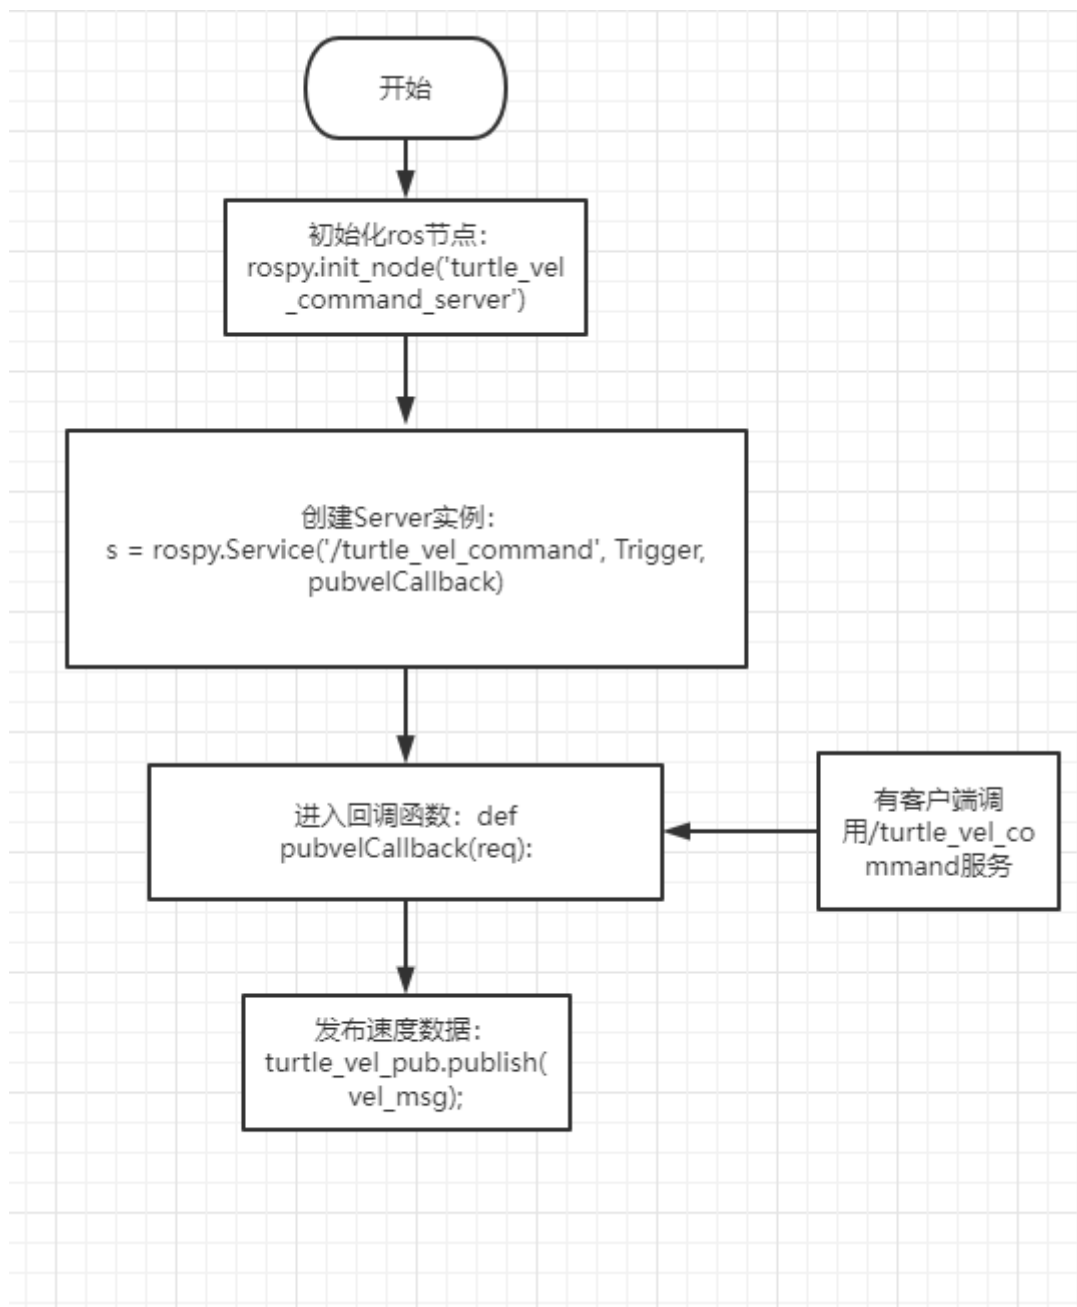 开始
初始化ros节点：
rospy.init_node('turtle_vel
_command_server')
创建Server实例：
s = rospy.Service('/turtle_vel_command', Trigger,
pubvelCallback)
进入回调函数：def
pubvelCallback(req):
有客户端调
用/turtle_vel_co
mmand服务
发布速度数据：
turtle_vel_pub.publish(
vel_msg);